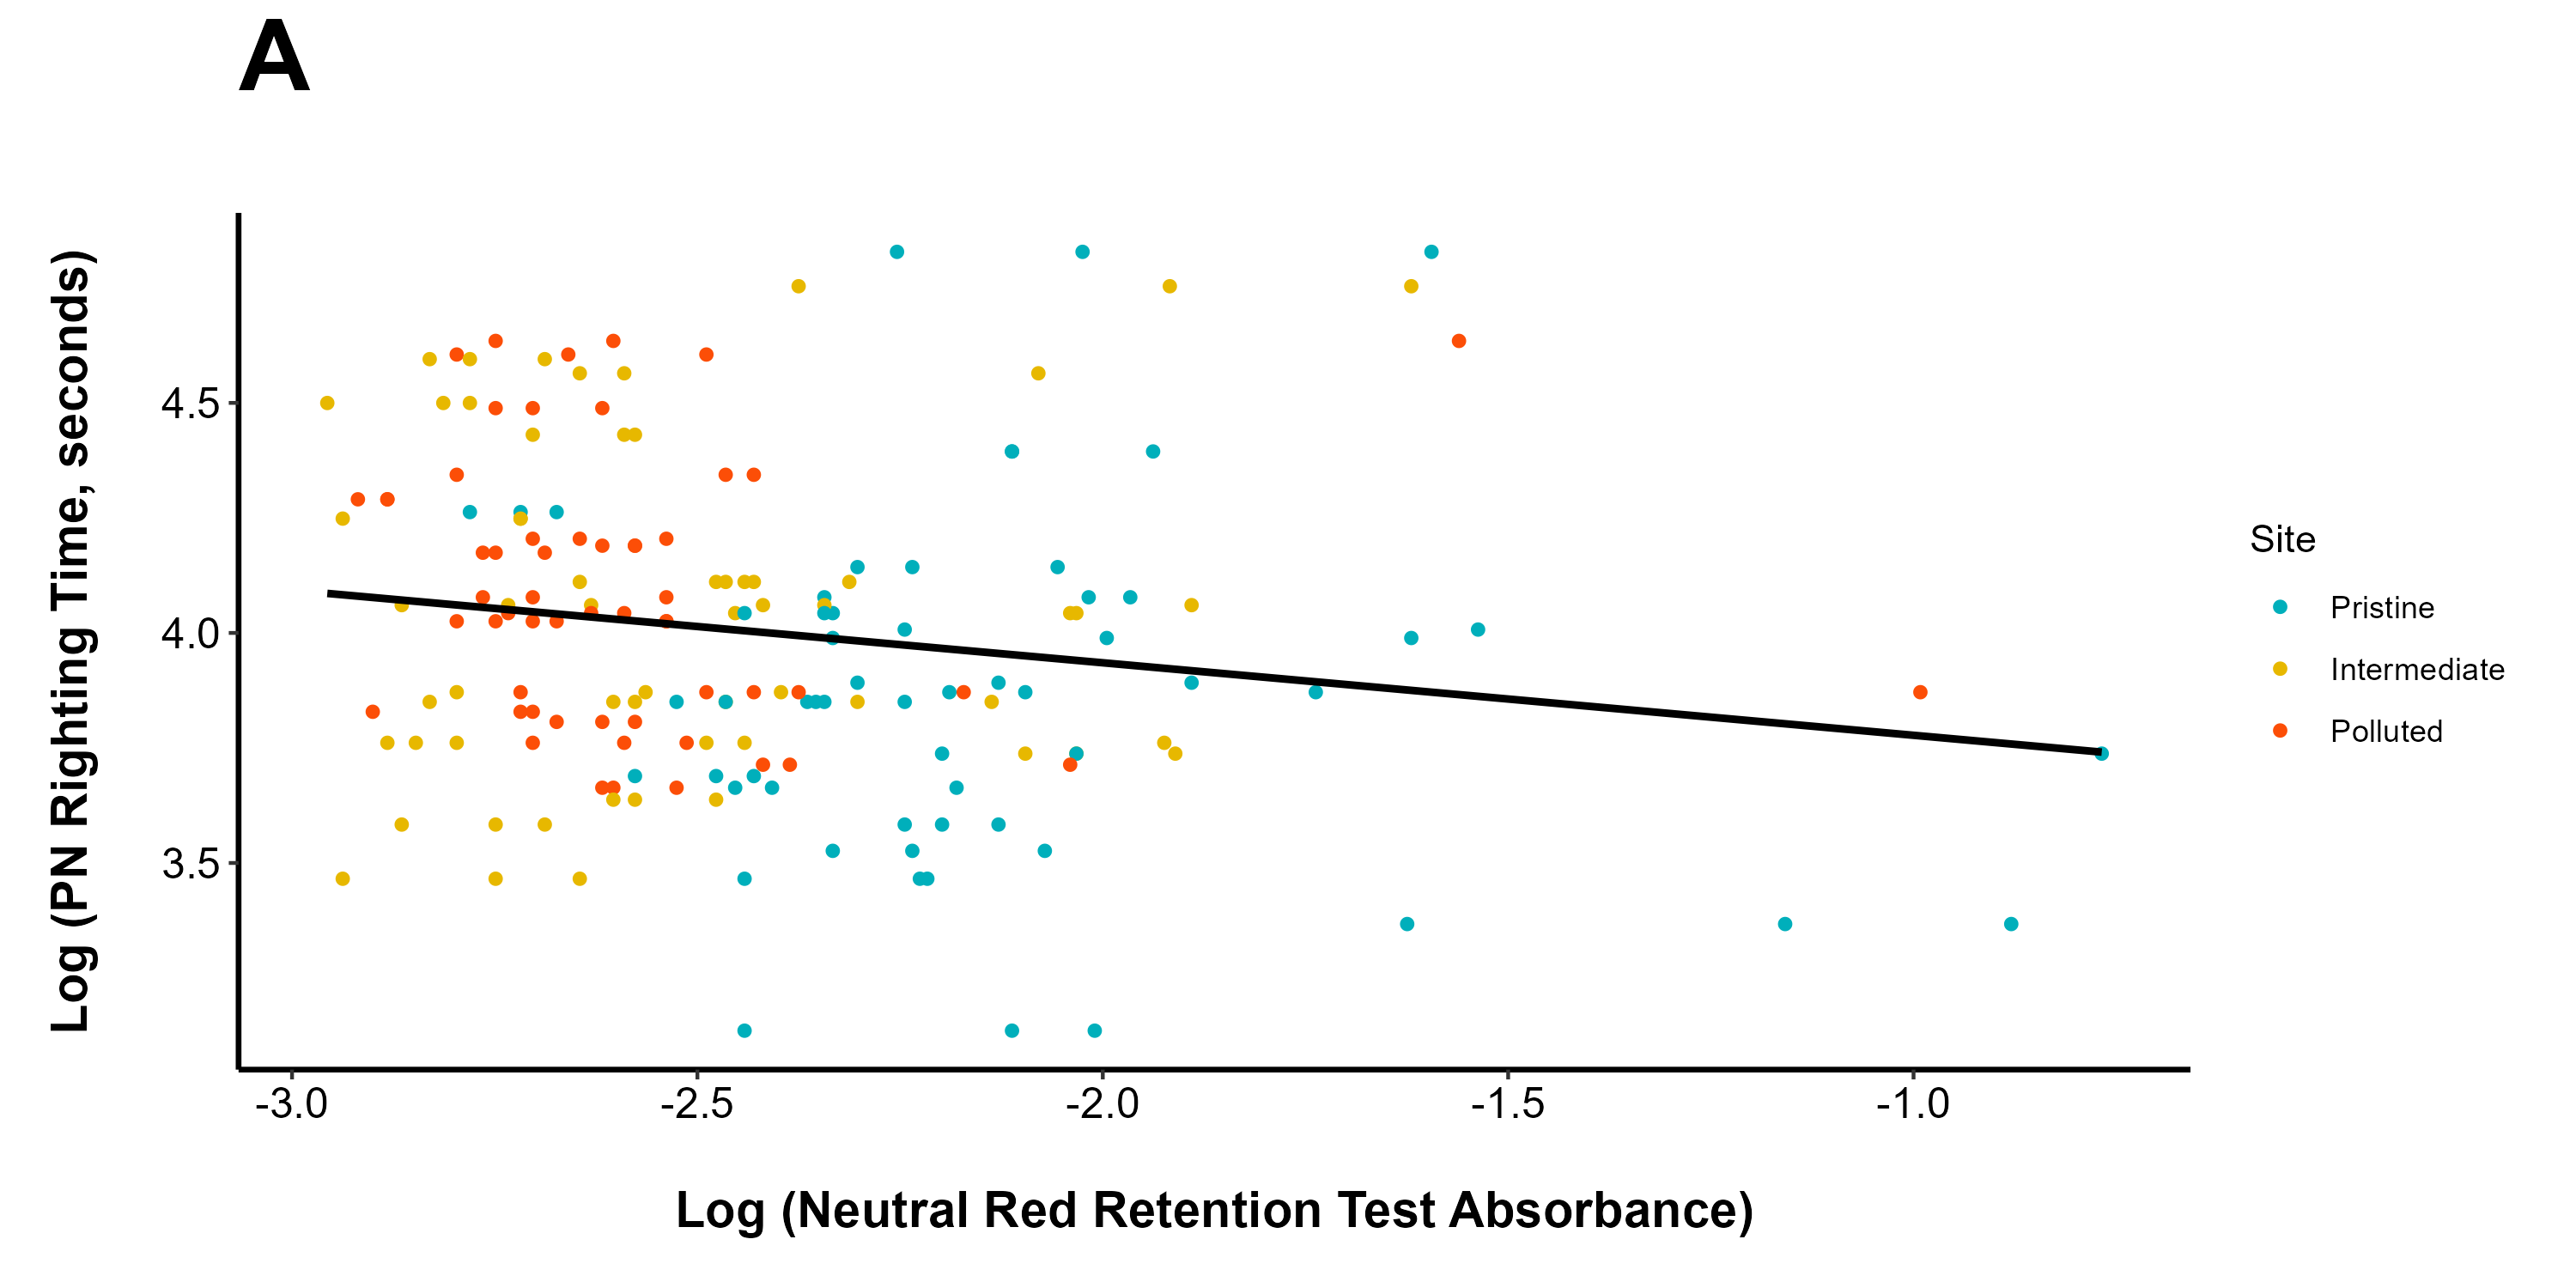 A
Log (PN Righting Time, seconds)
4.5
4.0
3.5
-3.0 -2.5 -2.0 -1.5 -1.0
Log (Neutral Red Retention Test Absorbance)
Site
Pristine
Intermediate
Polluted